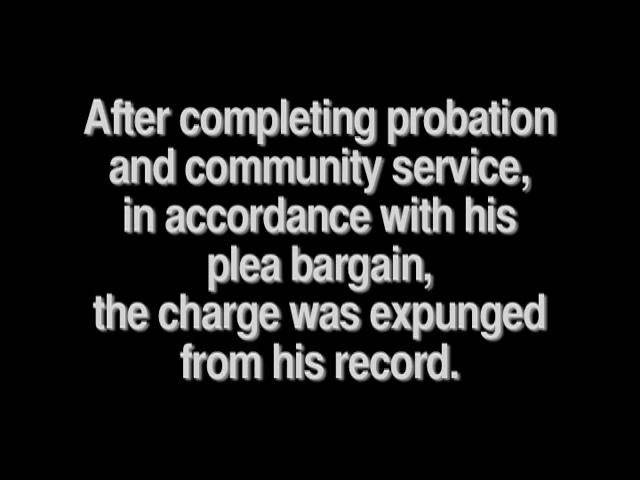 After completing probation
and community service,
in accordance with his
plea bargain,
the charge was expunged
from his record.